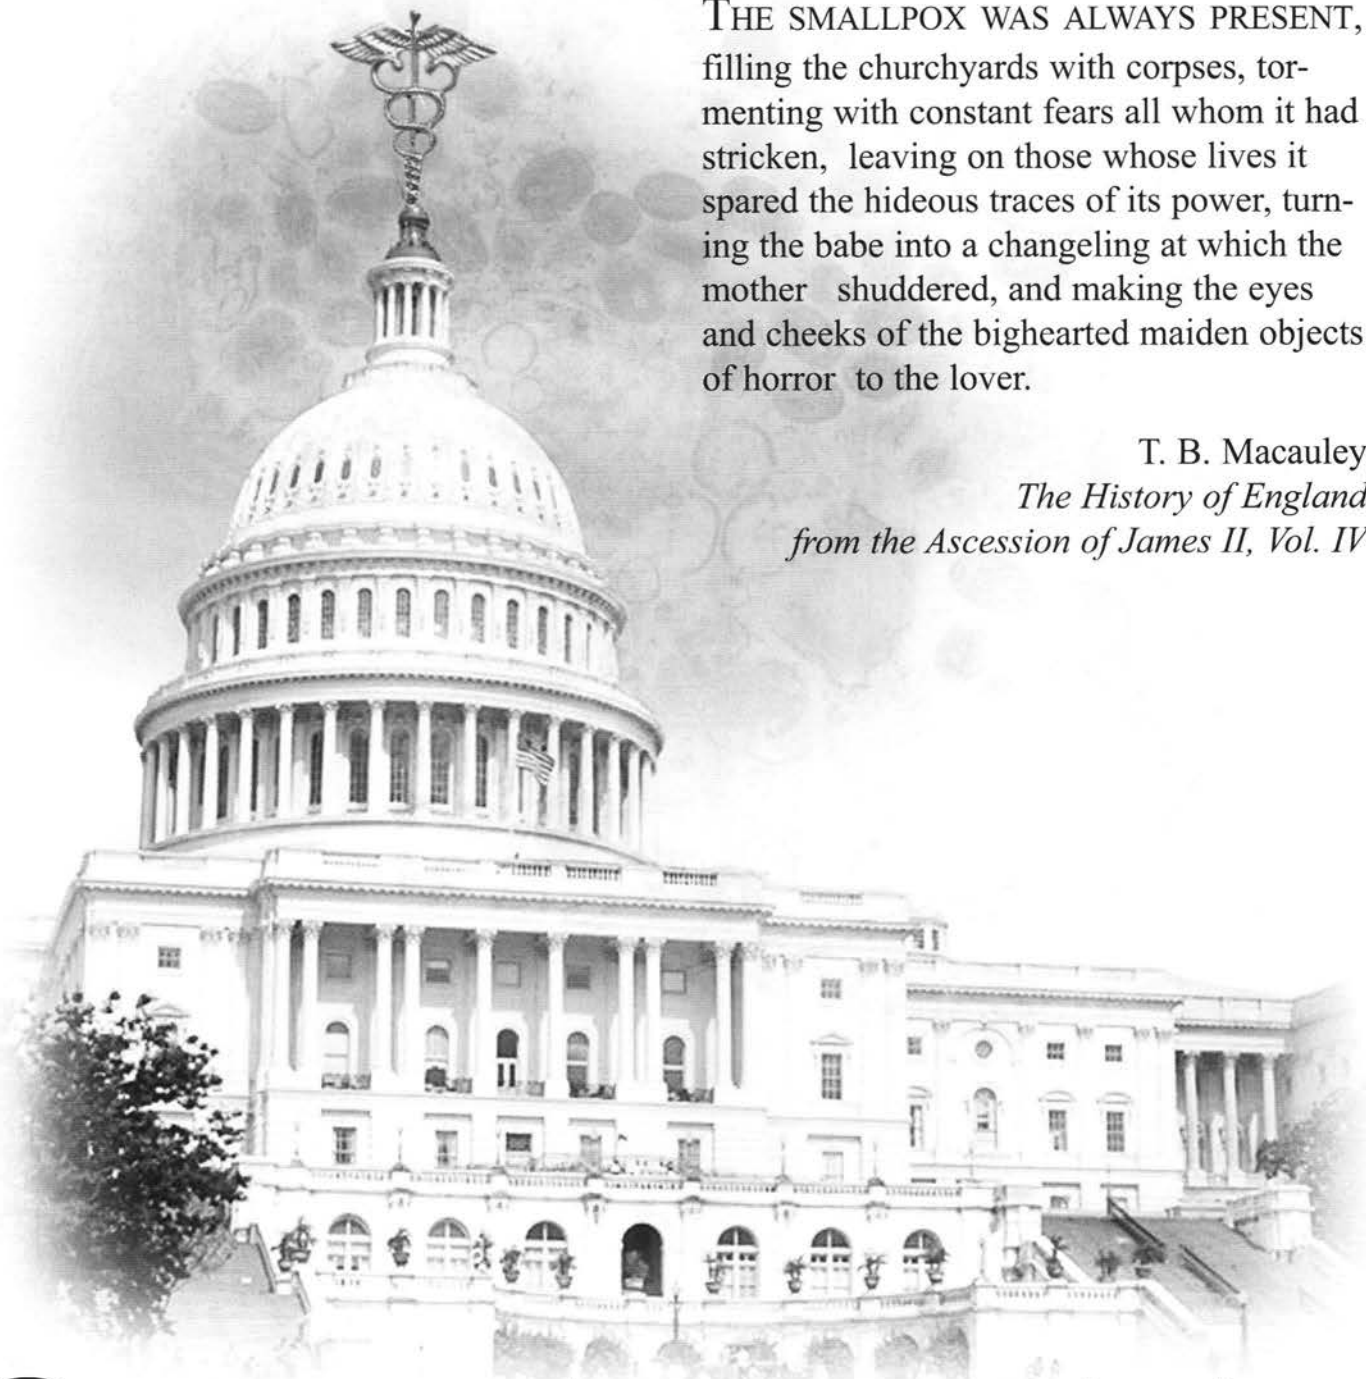 THE SMALLPOX WAS ALWAYS PRESENT,
filling the churchyards with corpses, tor-
menting with constant fears all whom it had
stricken, leaving on those whose lives it
spared the hideous traces of its power, turn-
ing the babe into a changeling at which the
mother shuddered, and making the eyes
and cheeks of the bighearted maiden objects
of horror to the lover.
T. B. Macauley
The History of England
from the Ascession of James II, Vol. IV